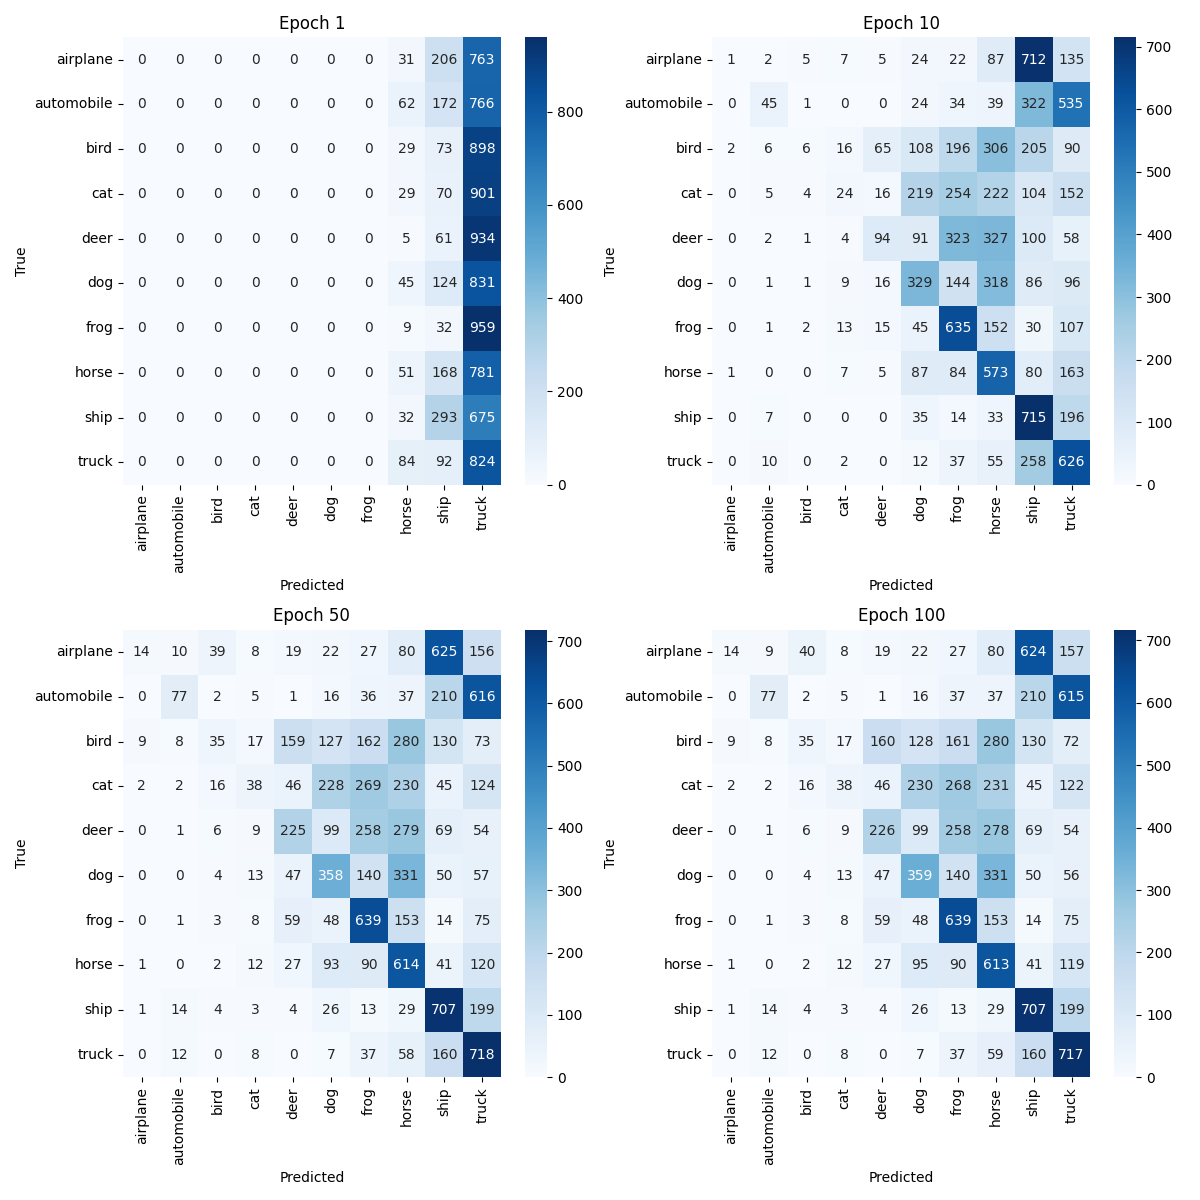 Epoch 1
airplane 0 0 0 0 0 0 0 31 206 763
automobile 0 0 0 0 0 0 0 62 172 766
bird 0 0 0 0 0 0 0 29 73 898
cat 0 0 0 0 0 0 0 29 70 901
deer 0 0 0 0 0 0 0 5 61 934
dog 0 0 0 0 0 0 0 45 124 831
frog 0 0 0 0 0 0 0 9 32 959
horse 0 0 0 0 0 0 0 51 168 781
ship 0 0 0 0 0 0 0 32 293 675
truck 0 0 0 0 0 0 0 84 92 824
True
airplane automobile bird cat deer dog frog horse ship truck
Predicted
800
600
400
200
0
Epoch 10
airplane 1 2 5 7 5 24 22 87 712 135
automobile 0 45 1 0 0 24 34 39 322 535
bird 2 6 6 16 65 108 196 306 205 90
cat 0 5 4 24 16 219 254 222 104 152
deer 0 2 1 4 94 91 323 327 100 58
dog 0 1 1 9 16 329 144 318 86 96
frog 0 1 2 13 15 45 635 152 30 107
horse 1 0 0 7 5 87 84 573 80 163
ship 0 7 0 0 0 35 14 33 715 196
truck 0 10 0 2 0 12 37 55 258 626
True
airplane automobile bird cat deer dog frog horse ship truck
Predicted
700
600
500
400
300
200
100
0
Epoch 50
airplane 14 10 39 8 19 22 27 80 625 156
automobile 0 77 2 5 1 16 36 37 210 616
bird 9 8 35 17 159 127 162 280 130 73
cat 2 2 16 38 46 228 269 230 45 124
deer 0 1 6 9 225 99 258 279 69 54
dog 0 0 4 13 47 358 140 331 50 57
frog 0 1 3 8 59 48 639 153 14 75
horse 1 0 2 12 27 93 90 614 41 120
ship 1 14 4 3 4 26 13 29 707 199
truck 0 12 0 8 0 7 37 58 160 718
True
airplane automobile bird cat deer dog frog horse ship truck
Predicted
700
600
500
400
300
200
100
0
Epoch 100
airplane 14 9 40 8 19 22 27 80 624 157
automobile 0 77 2 5 1 16 37 37 210 615
bird 9 8 35 17 160 128 161 280 130 72
cat 2 2 16 38 46 230 268 231 45 122
deer 0 1 6 9 226 99 258 278 69 54
dog 0 0 4 13 47 359 140 331 50 56
frog 0 1 3 8 59 48 639 153 14 75
horse 1 0 2 12 27 95 90 613 41 119
ship 1 14 4 3 4 26 13 29 707 199
truck 0 12 0 8 0 7 37 59 160 717
True
airplane automobile bird cat deer dog frog horse ship truck
Predicted
700
600
500
400
300
200
100
0